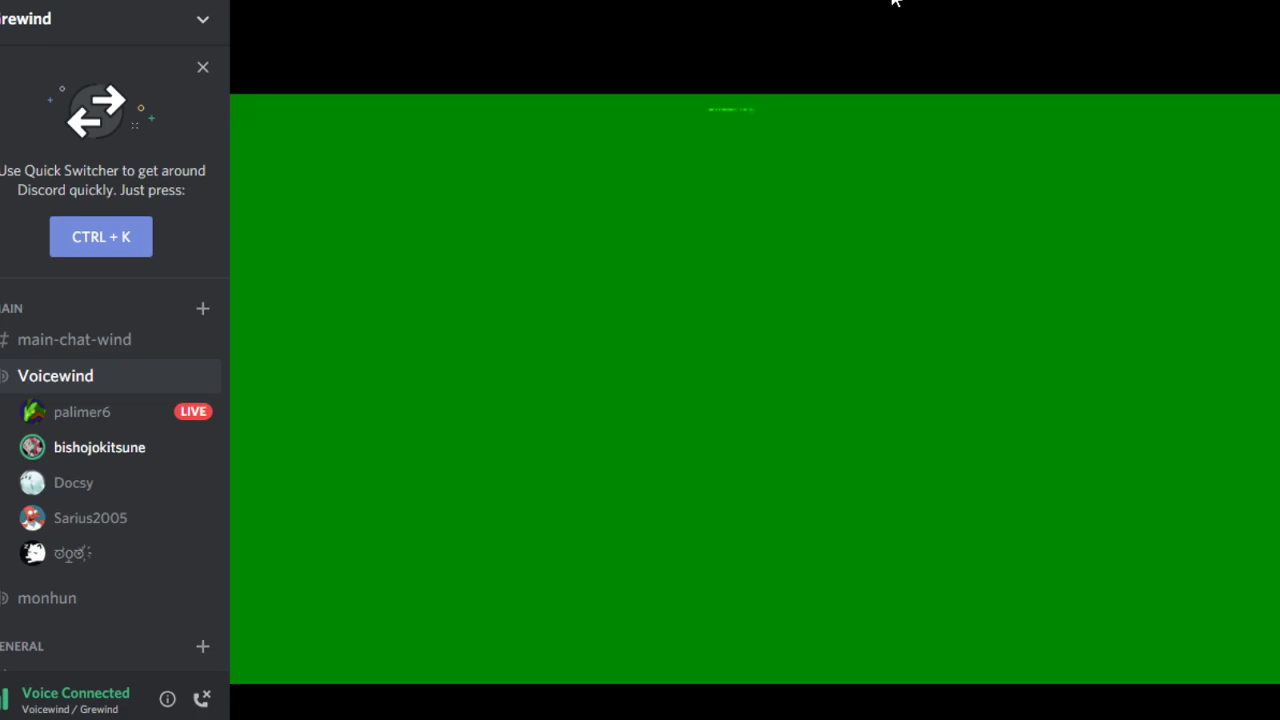 rewind
Use Quick Switcher to get around
Discord quickly. Just press:
CTRL + K
AIN
main-chat-wind
Voicewind
palimer6 LIVE
bishojokitsune
Docsy
Sarius2005
monhun
ENERAL
Voice Connected
Voicewind / Grewind